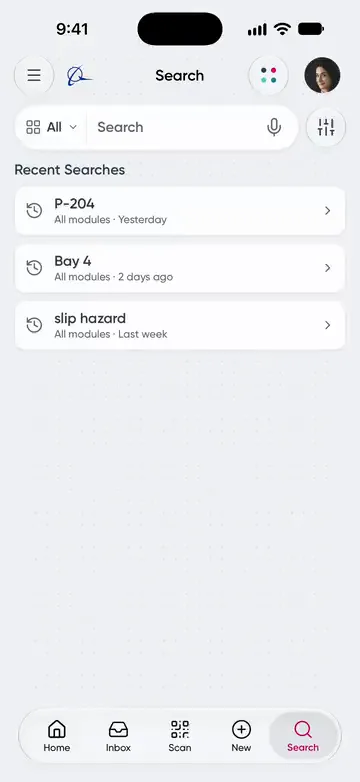 9:41
Search
All
Search
Recent Searches
P-204
All modules · Yesterday
Bay 4
All modules · 2 days ago
slip hazard
All modules · Last week
Home
Inbox
Scan
New
Search